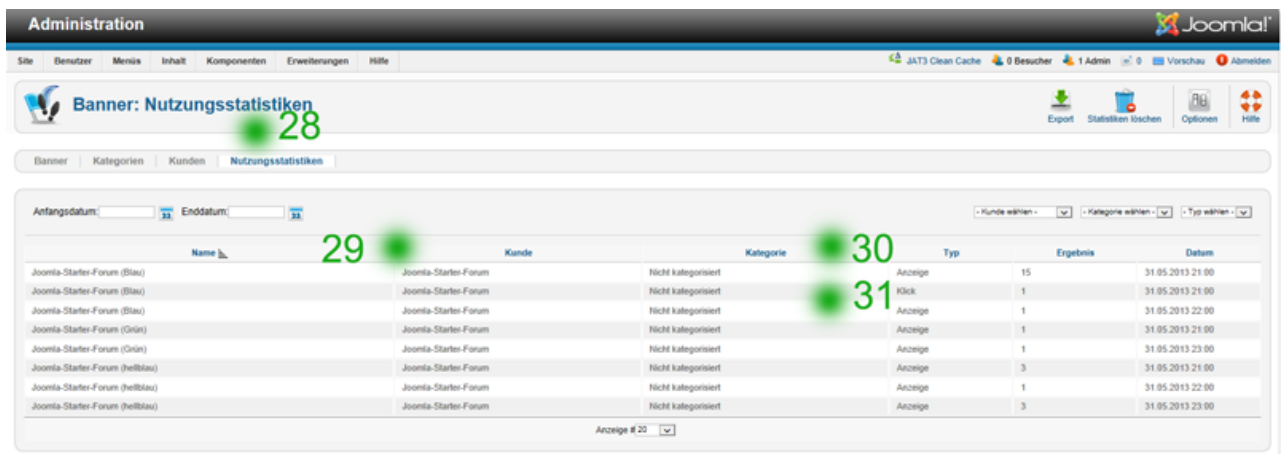 Administration
Joomla!
Site Benutzer Menüs Inhalt Komponenten Erweiterungen Hilfe JAT3 Clean Cache 0 Besucher 1 Admin 0 Vorschau Abmelden
Banner: Nutzungsstatistiken
28
Export Statistiken löschen Optionen Hilfe
Banner Kategorien Kunden Nutzungsstatistiken
Anfangsdatum: 23 Enddatum: 23 - Kunde wählen - - Kategorie wählen - - Typ wählen -
29 30
Name Kunde Kategorie Typ Ergebnis Datum
Joomla-Starter-Forum (Blau) Joomla-Starter-Forum Nicht kategorisiert Anzeige 15 31.05.2013 21:00
31
Joomla-Starter-Forum (Blau) Joomla-Starter-Forum Nicht kategorisiert Klick 1 31.05.2013 21:00
Joomla-Starter-Forum (Blau) Joomla-Starter-Forum Nicht kategorisiert Anzeige 1 31.05.2013 22:00
Joomla-Starter-Forum (Grün) Joomla-Starter-Forum Nicht kategorisiert Anzeige 1 31.05.2013 21:00
Joomla-Starter-Forum (Grün) Joomla-Starter-Forum Nicht kategorisiert Anzeige 1 31.05.2013 23:00
Joomla-Starter-Forum (hellblau) Joomla-Starter-Forum Nicht kategorisiert Anzeige 3 31.05.2013 21:00
Joomla-Starter-Forum (hellblau) Joomla-Starter-Forum Nicht kategorisiert Anzeige 1 31.05.2013 22:00
Joomla-Starter-Forum (hellblau) Joomla-Starter-Forum Nicht kategorisiert Anzeige 3 31.05.2013 23:00
Anzeige # 20